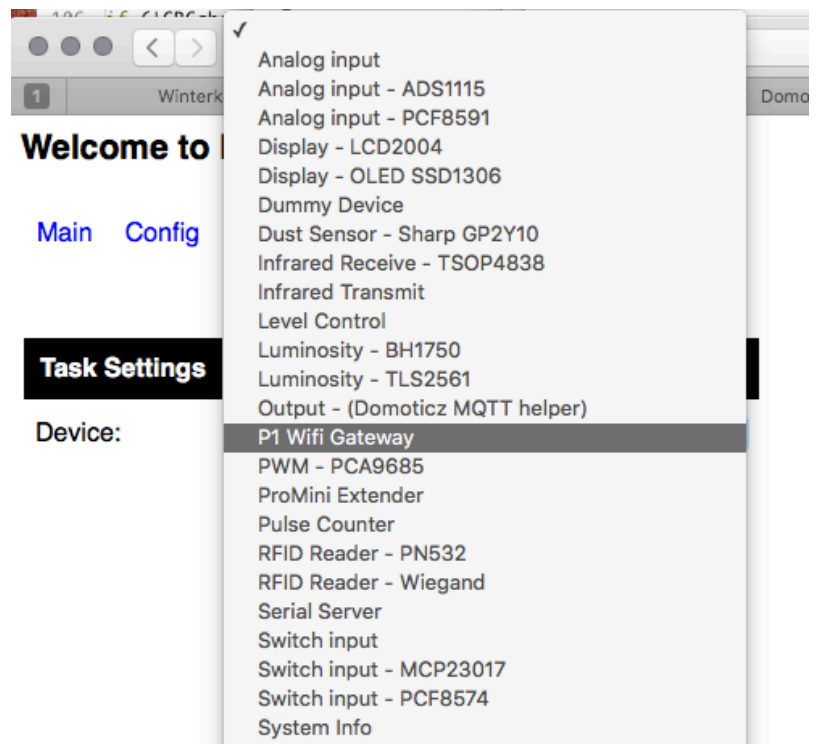 1
Winterk
Domo
Welcome to
Main
Config
Task Settings
Device:
✓
Analog input
Analog input - ADS1115
Analog input - PCF8591
Display - LCD2004
Display - OLED SSD1306
Dummy Device
Dust Sensor - Sharp GP2Y10
Infrared Receive - TSOP4838
Infrared Transmit
Level Control
Luminosity - BH1750
Luminosity - TLS2561
Output - (Domoticz MQTT helper)
P1 Wifi Gateway
PWM - PCA9685
ProMini Extender
Pulse Counter
RFID Reader - PN532
RFID Reader - Wiegand
Serial Server
Switch input
Switch input - MCP23017
Switch input - PCF8574
System Info